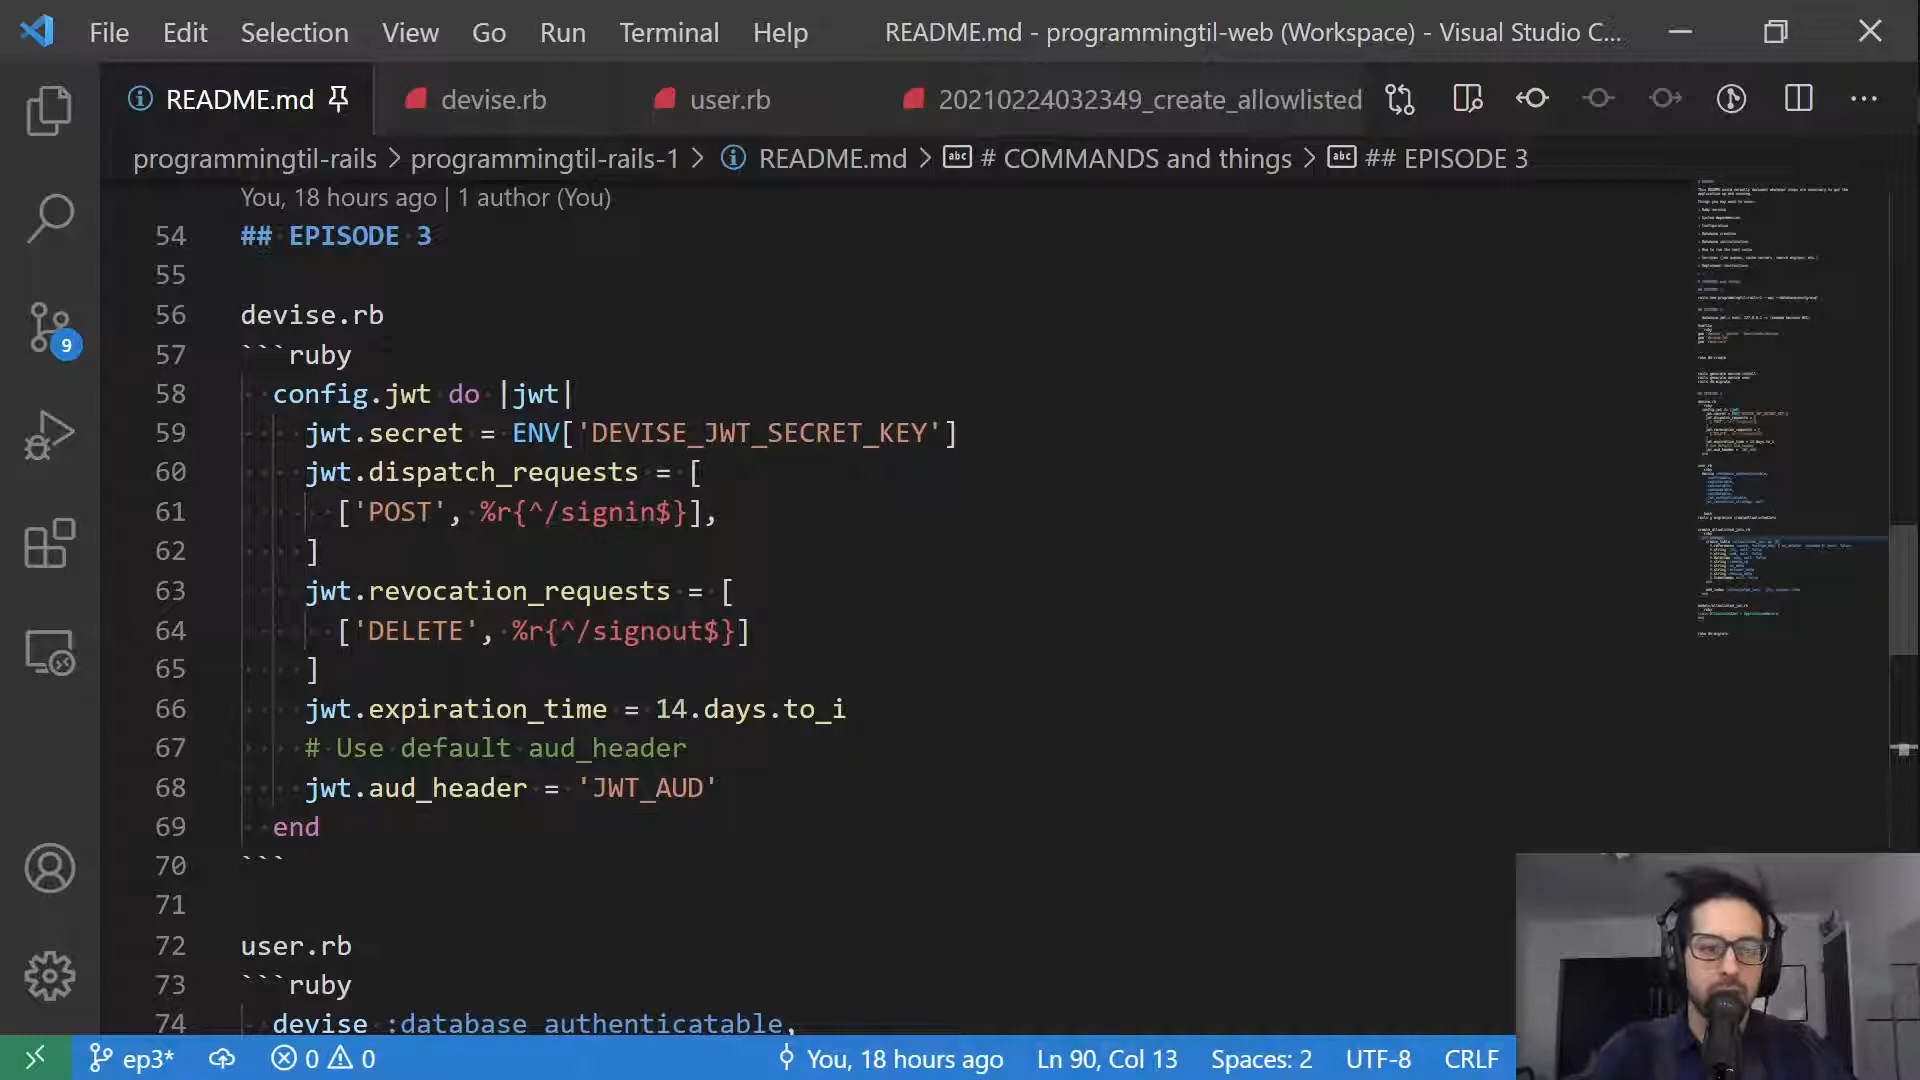 File Edit Selection View Go Run Terminal Help README.md - programmingtil-web (Workspace) - Visual Studio C...
README.md devise.rb user.rb 20210224032349_create_allowlisted
programmingtil-rails > programmingtil-rails-1 > README.md > # COMMANDS and things > ## EPISODE 3
You, 18 hours ago | 1 author (You)
54 ## EPISODE 3
55
56 devise.rb
57 ```ruby
58 config.jwt do |jwt|
59 jwt.secret = ENV['DEVISE_JWT_SECRET_KEY']
60 jwt.dispatch_requests = [
61 ['POST', %r{^/signin$}],
62 ]
63 jwt.revocation_requests = [
64 ['DELETE', %r{^/signout$}]
65 ]
66 jwt.expiration_time = 14.days.to_i
67 # Use default aud_header
68 jwt.aud_header = 'JWT_AUD'
69 end
70 ```
71
72 user.rb
73 ```ruby
74 devise :database_authenticatable,
9
ep3* 0 0 You, 18 hours ago Ln 90, Col 13 Spaces: 2 UTF-8 CRLF